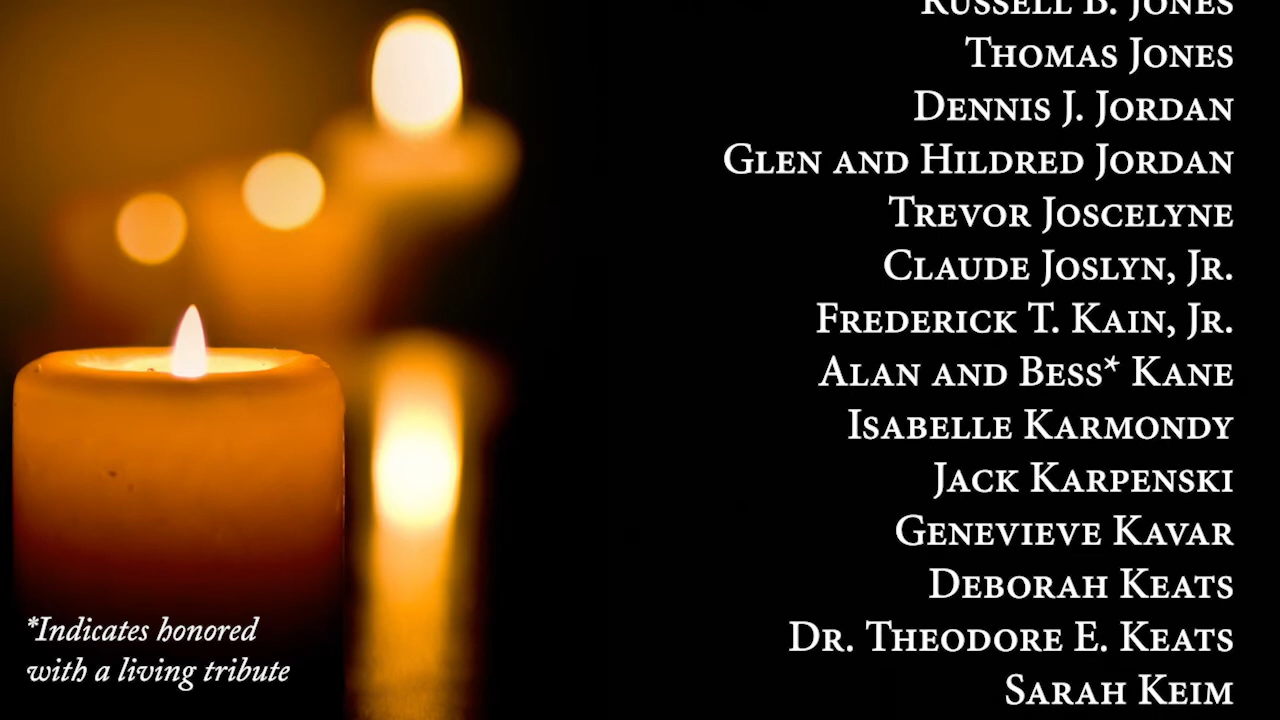 Russell B. Jones
Thomas Jones
Dennis J. Jordan
Glen and Hildred Jordan
Trevor Joscelyne
Claude Joslyn, Jr.
Frederick T. Kain, Jr.
Alan and Bess* Kane
Isabelle Karmondy
Jack Karpenski
Genevieve Kavar
Deborah Keats
Dr. Theodore E. Keats
Sarah Keim
*Indicates honored
with a living tribute